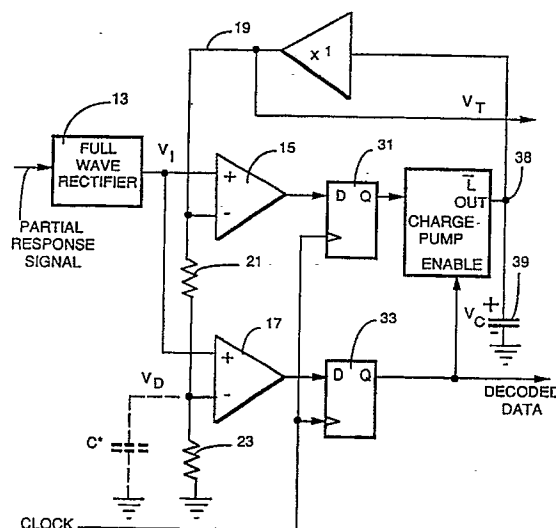 19
x 1
13
V_T
FULL
WAVE
RECTIFIER
V_I
15
31
+
-
D Q
L̅
OUT
CHARGE-
PUMP
ENABLE
38
PARTIAL
RESPONSE
SIGNAL
21
39
+
-
V_C
17
33
+
-
D Q
V_D
DECODED
DATA
C*
23
CLOCK